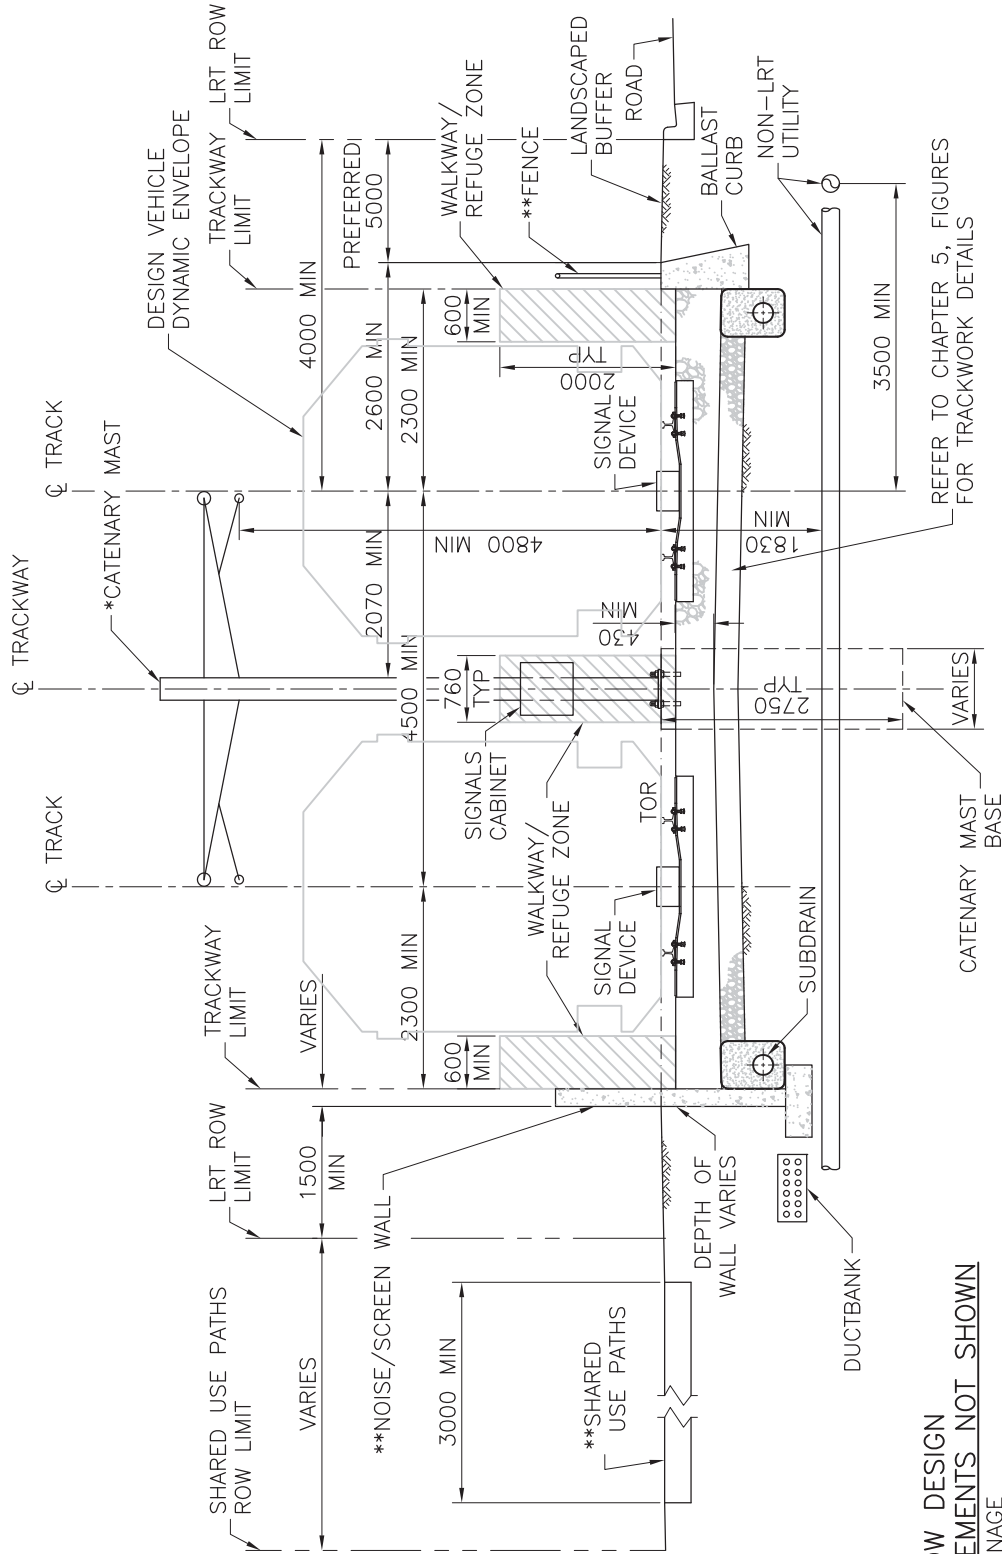 SHARED USE PATHS
ROW LIMIT
LRT ROW
LIMIT
TRACKWAY
LIMIT
℄ TRACK
℄ TRACKWAY
*CATENARY MAST
℄ TRACK
DESIGN VEHICLE
DYNAMIC ENVELOPE
TRACKWAY
LIMIT
LRT ROW
LIMIT
VARIES
1500
MIN
VARIES
4000 MIN
PREFERRED
5000
2070 MIN
2600 MIN
2300 MIN
4500 MIN
2300 MIN
**NOISE/SCREEN WALL
3000 MIN
600
MIN
SIGNALS
CABINET
760
TYP
4800 MIN
600
MIN
WALKWAY/
REFUGE ZONE
**FENCE
LANDSCAPED
BUFFER
ROAD
**SHARED
USE PATHS
WALKWAY/
REFUGE ZONE
SIGNAL
DEVICE
TOR
430
MIN
SIGNAL
DEVICE
2000
TYP
DEPTH OF
WALL VARIES
BALLAST
CURB
NON-LRT
UTILITY
2750
TYP
1830
MIN
DUCTBANK
SUBDRAIN
3500 MIN
VARIES
CATENARY MAST
BASE
REFER TO CHAPTER 5, FIGURES
FOR TRACKWORK DETAILS
OW DESIGN
EMENTS NOT SHOWN
NAGE